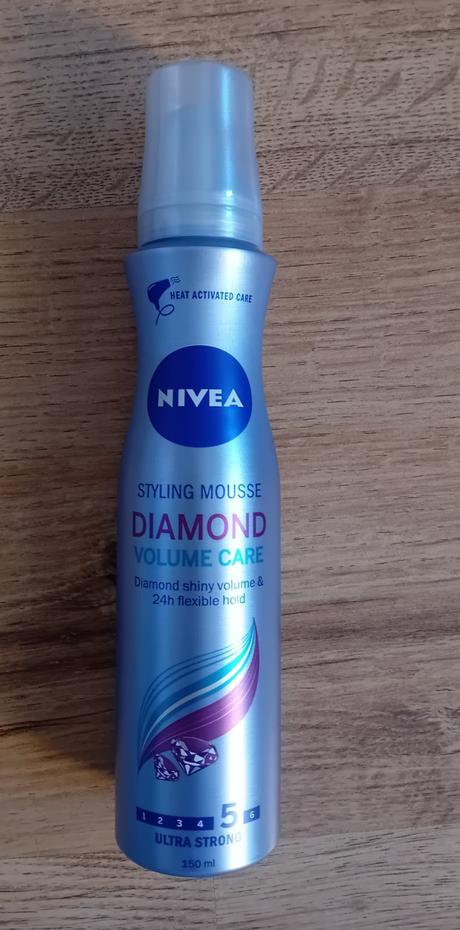 HEAT ACTIVATED CARE
NIVEA
STYLING MOUSSE
DIAMOND
VOLUME CARE
Diamond shiny volume &
24h flexible hold
1 2 3 4 5 6
ULTRA STRONG
150 ml